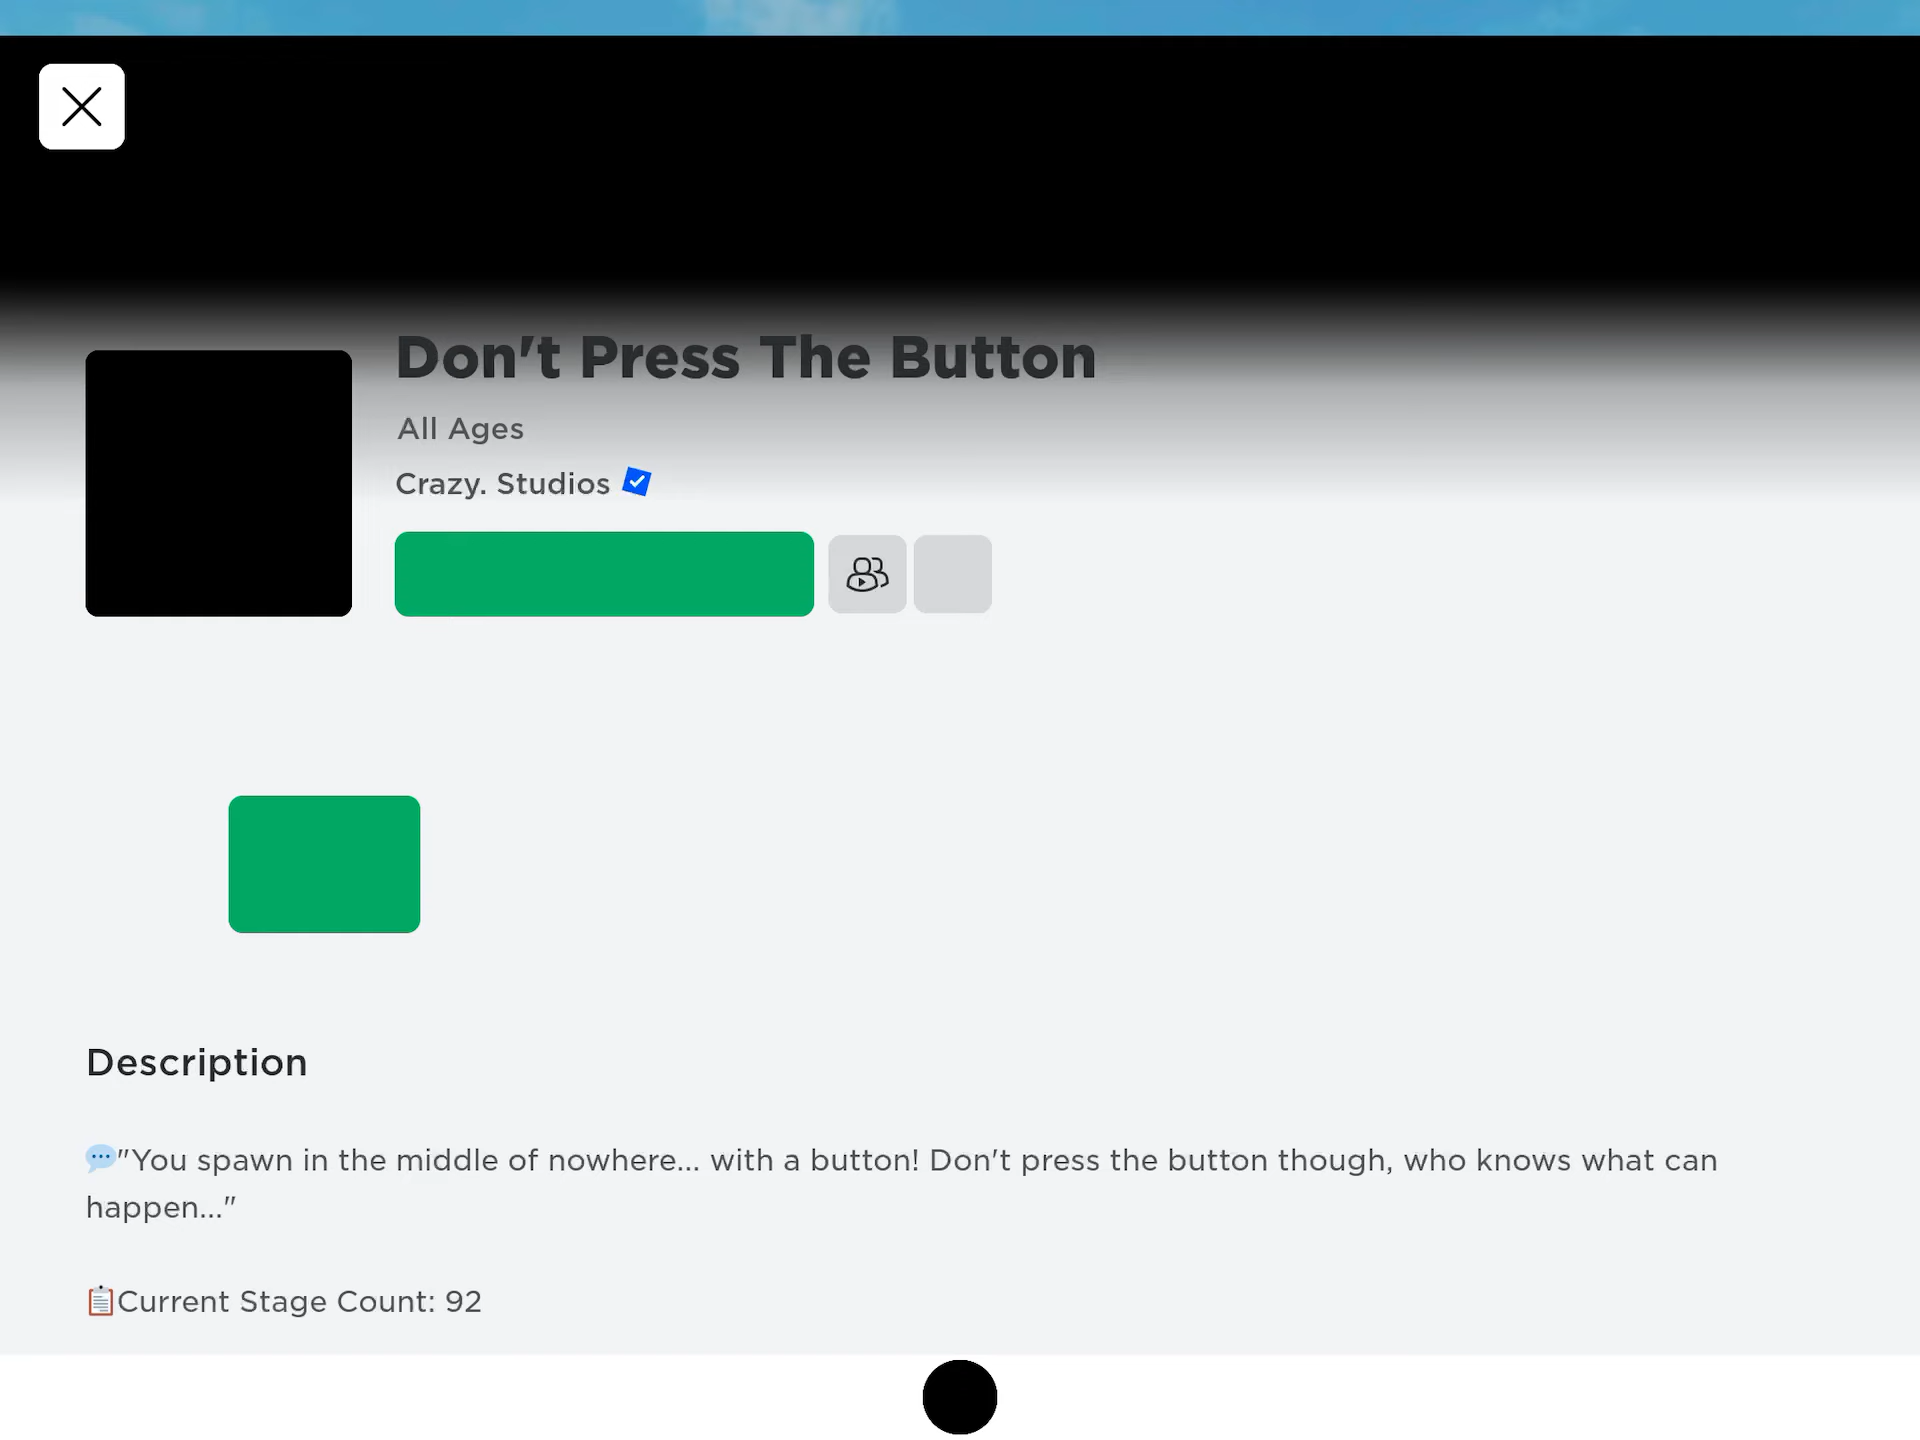 Don't Press The Button
All Ages
Crazy. Studios
Description
"You spawn in the middle of nowhere... with a button! Don't press the button though, who knows what can
happen..."
Current Stage Count: 92